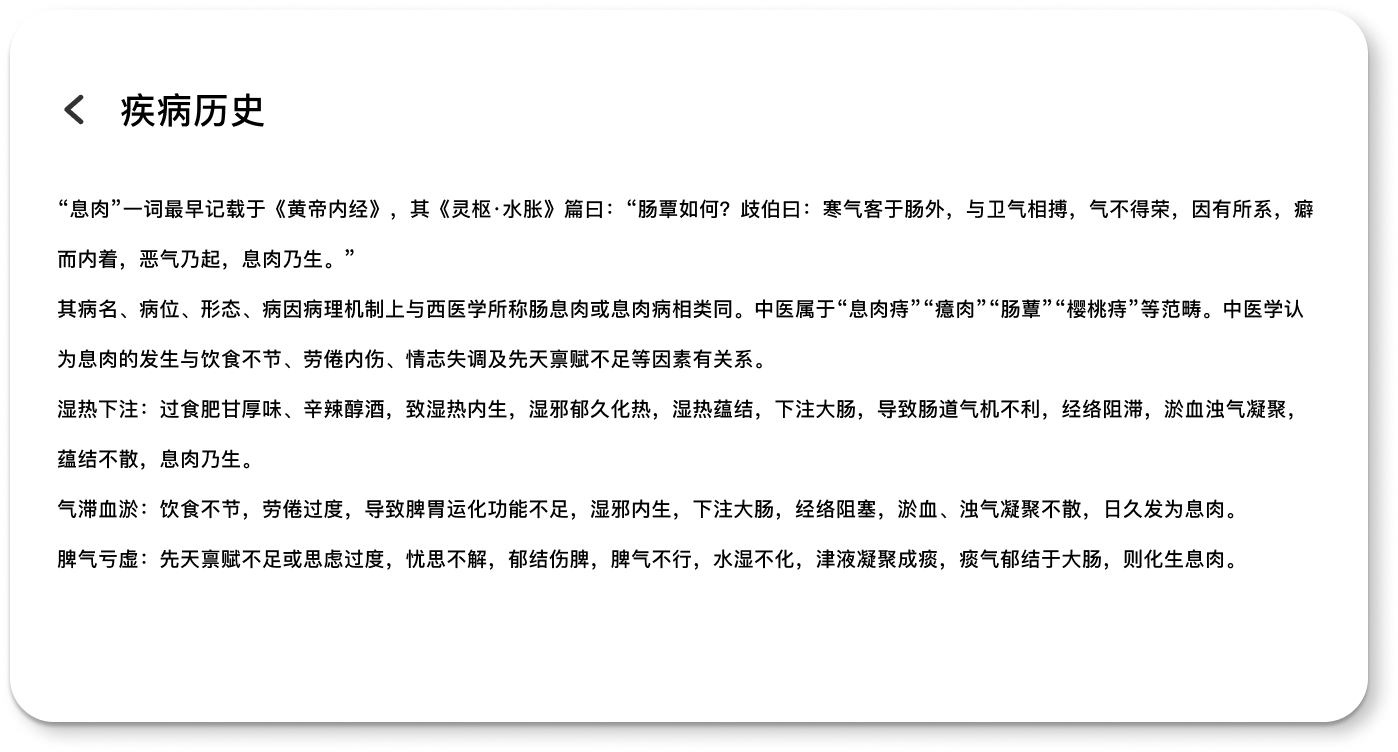 疾病历史
“息肉”一词最早记载于《黄帝内经》，其《灵枢·水胀》篇曰：“肠覃如何？歧伯曰：寒气客于肠外，与卫气相搏，气不得荣，因有所系，癖
而内着，恶气乃起，息肉乃生。”
其病名、病位、形态、病因病理机制上与西医学所称肠息肉或息肉病相类同。中医属于“息肉痔”“瘜肉”“肠蕈”“樱桃痔”等范畴。中医学认
为息肉的发生与饮食不节、劳倦内伤、情志失调及先天禀赋不足等因素有关系。
湿热下注：过食肥甘厚味、辛辣醇酒，致湿热内生，湿邪郁久化热，湿热蕴结，下注大肠，导致肠道气机不利，经络阻滞，淤血浊气凝聚，
蕴结不散，息肉乃生。
气滞血淤：饮食不节，劳倦过度，导致脾胃运化功能不足，湿邪内生，下注大肠，经络阻塞，淤血、浊气凝聚不散，日久发为息肉。
脾气亏虚：先天禀赋不足或思虑过度，忧思不解，郁结伤脾，脾气不行，水湿不化，津液凝聚成痰，痰气郁结于大肠，则化生息肉。